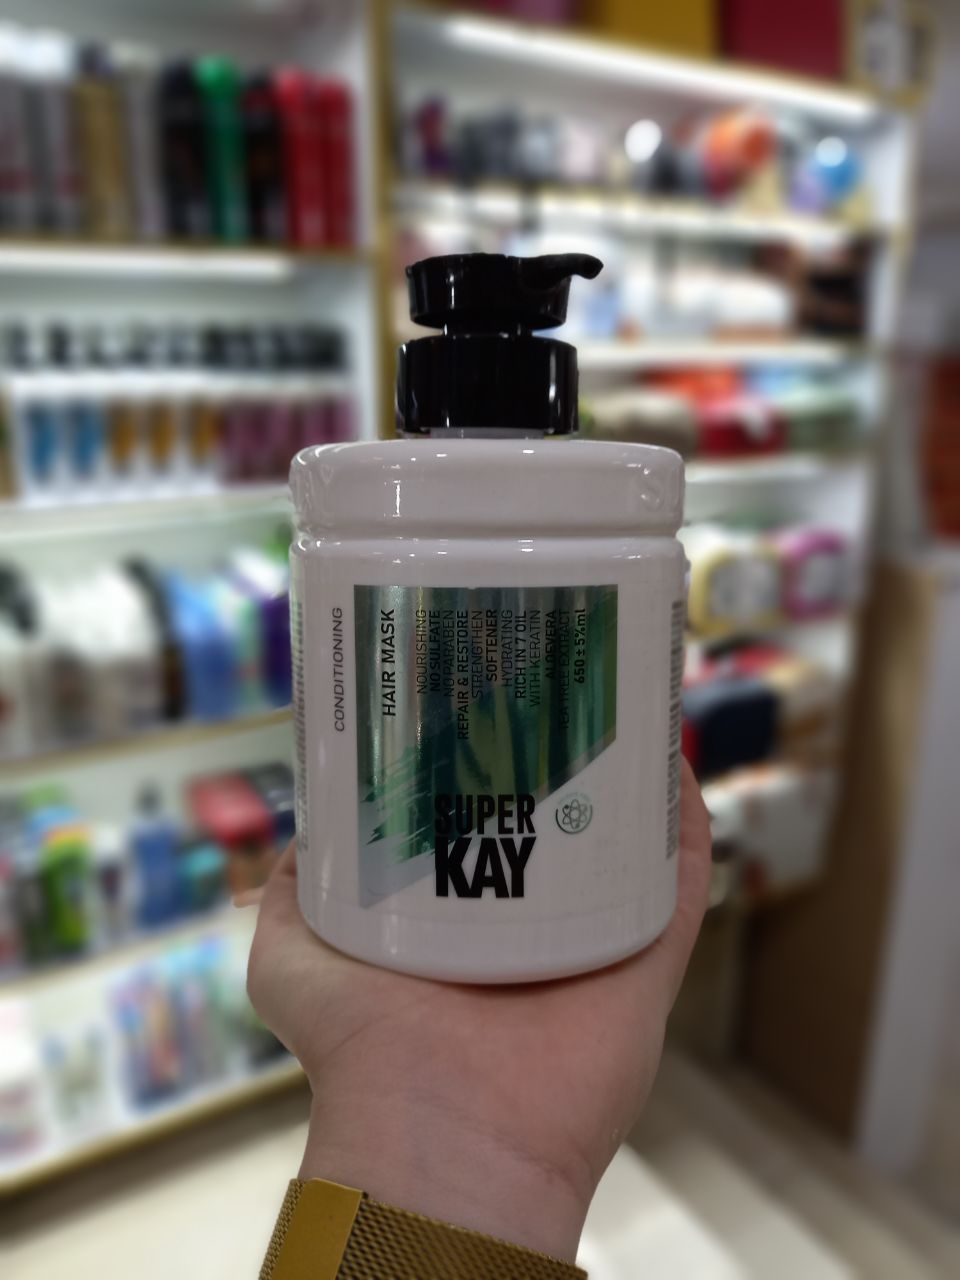 CONDITIONING
HAIR MASK
NOURISHING
NO SULFATE
NO PARABEN
REPAIR & RESTORE
STRENGTHEN
SOFTENER
HYDRATING
RICH IN 7 OIL
WITH KERATIN
ALOEVERA
TEA TREE EXTRACT
650 ± 5%ml
SUPER
KAY